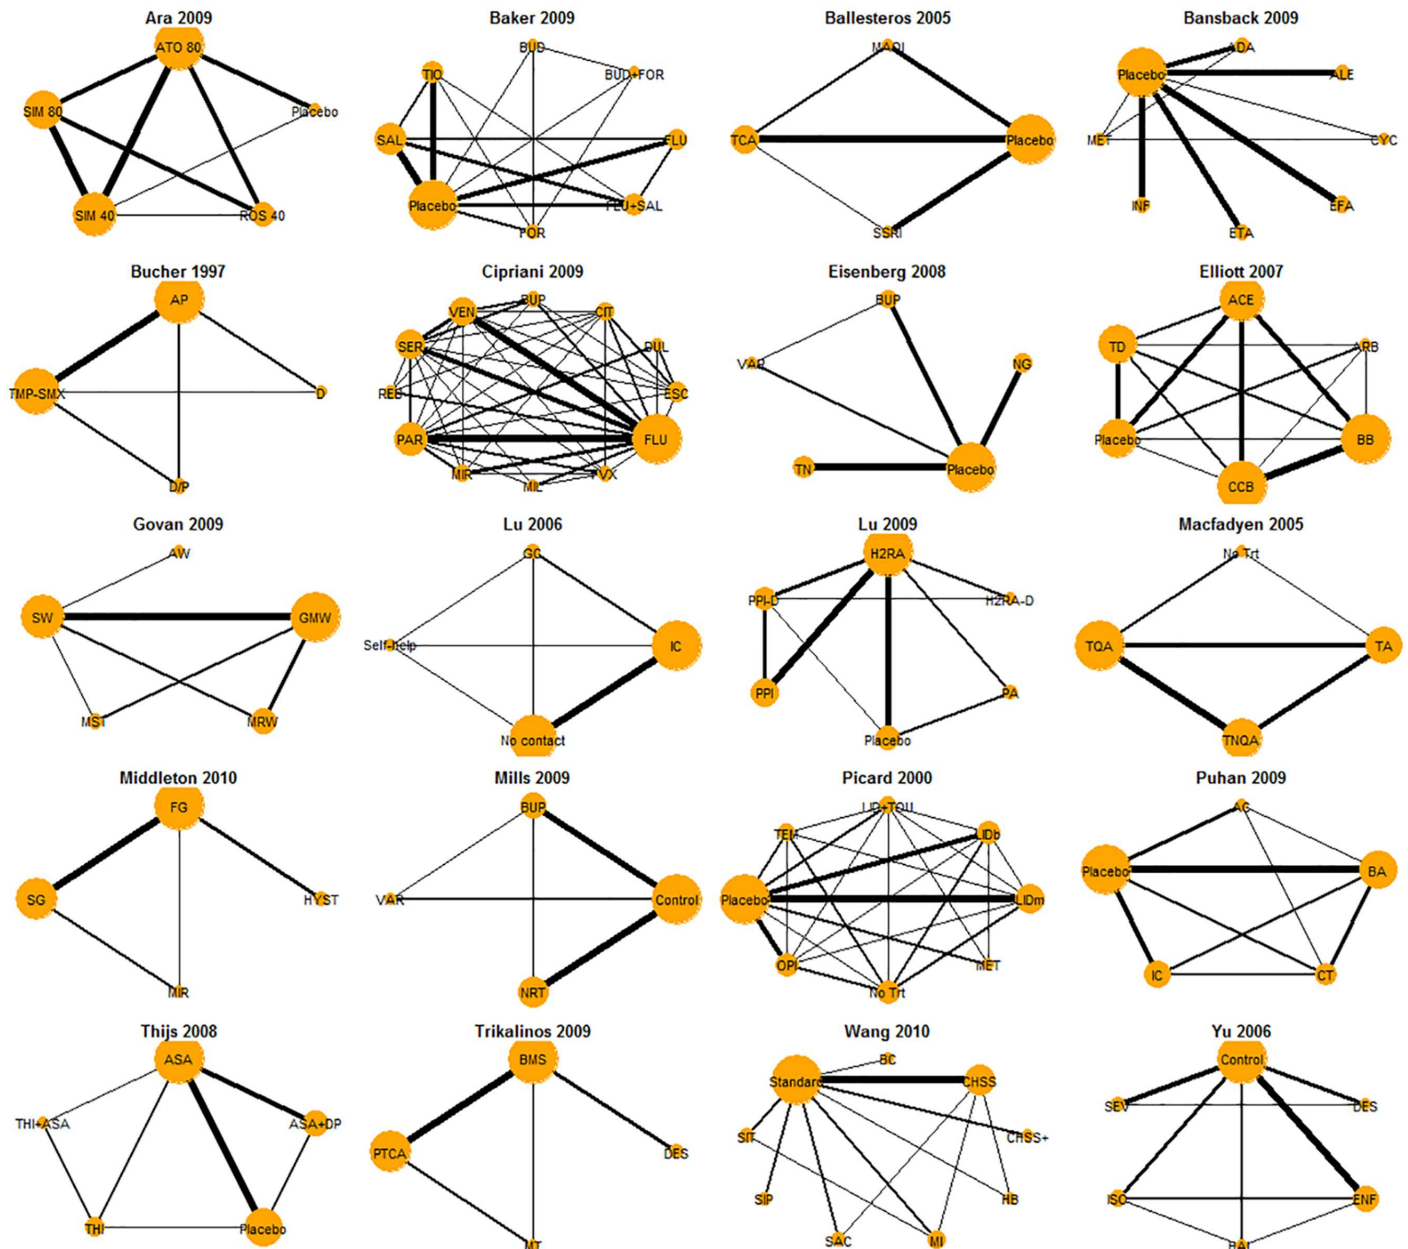 Ara 2009
ATO 80
Placebo
SIM 80
SIM 40
ROS 40
Baker 2009
BUD
BUD+FOR
TIO
SAL
FLU
Placebo
FLU+SAL
FOR
Ballesteros 2005
MAOI
TCA
Placebo
SSRI
Bansback 2009
ADA
Placebo
ALE
MET
CYC
INF
EFA
ETA
Bucher 1997
AP
TMP-SMX
D
D/P
Cipriani 2009
BUP
VEN
CIT
SER
DUL
REB
ESC
PAR
FLU
MIR
FVX
MIL
Eisenberg 2008
BUP
VAR
NG
TN
Placebo
Elliott 2007
ACE
TD
ARB
Placebo
BB
CCB
Govan 2009
AW
SW
GMW
MST
MRW
Lu 2006
GC
Self-help
IC
No contact
Lu 2009
H2RA
PPI-D
H2RA-D
PPI
PA
Placebo
Macfadyen 2005
No Trt
TQA
TA
TNQA
Middleton 2010
FG
SG
HYST
MIR
Mills 2009
BUP
VAR
Control
NRT
Picard 2000
LID+TOU
TEM
LIDb
Placebo
LIDm
OPI
MET
No Trt
Puhan 2009
AC
Placebo
BA
IC
CT
Thijs 2008
ASA
THI+ASA
ASA+DP
THI
Placebo
Trikalinos 2009
BMS
PTCA
DES
MT
Wang 2010
BC
Standard
CHSS
SIT
CHSS+
SIP
HB
SAC
MI
Yu 2006
Control
SEV
DES
ISO
ENF
HAL